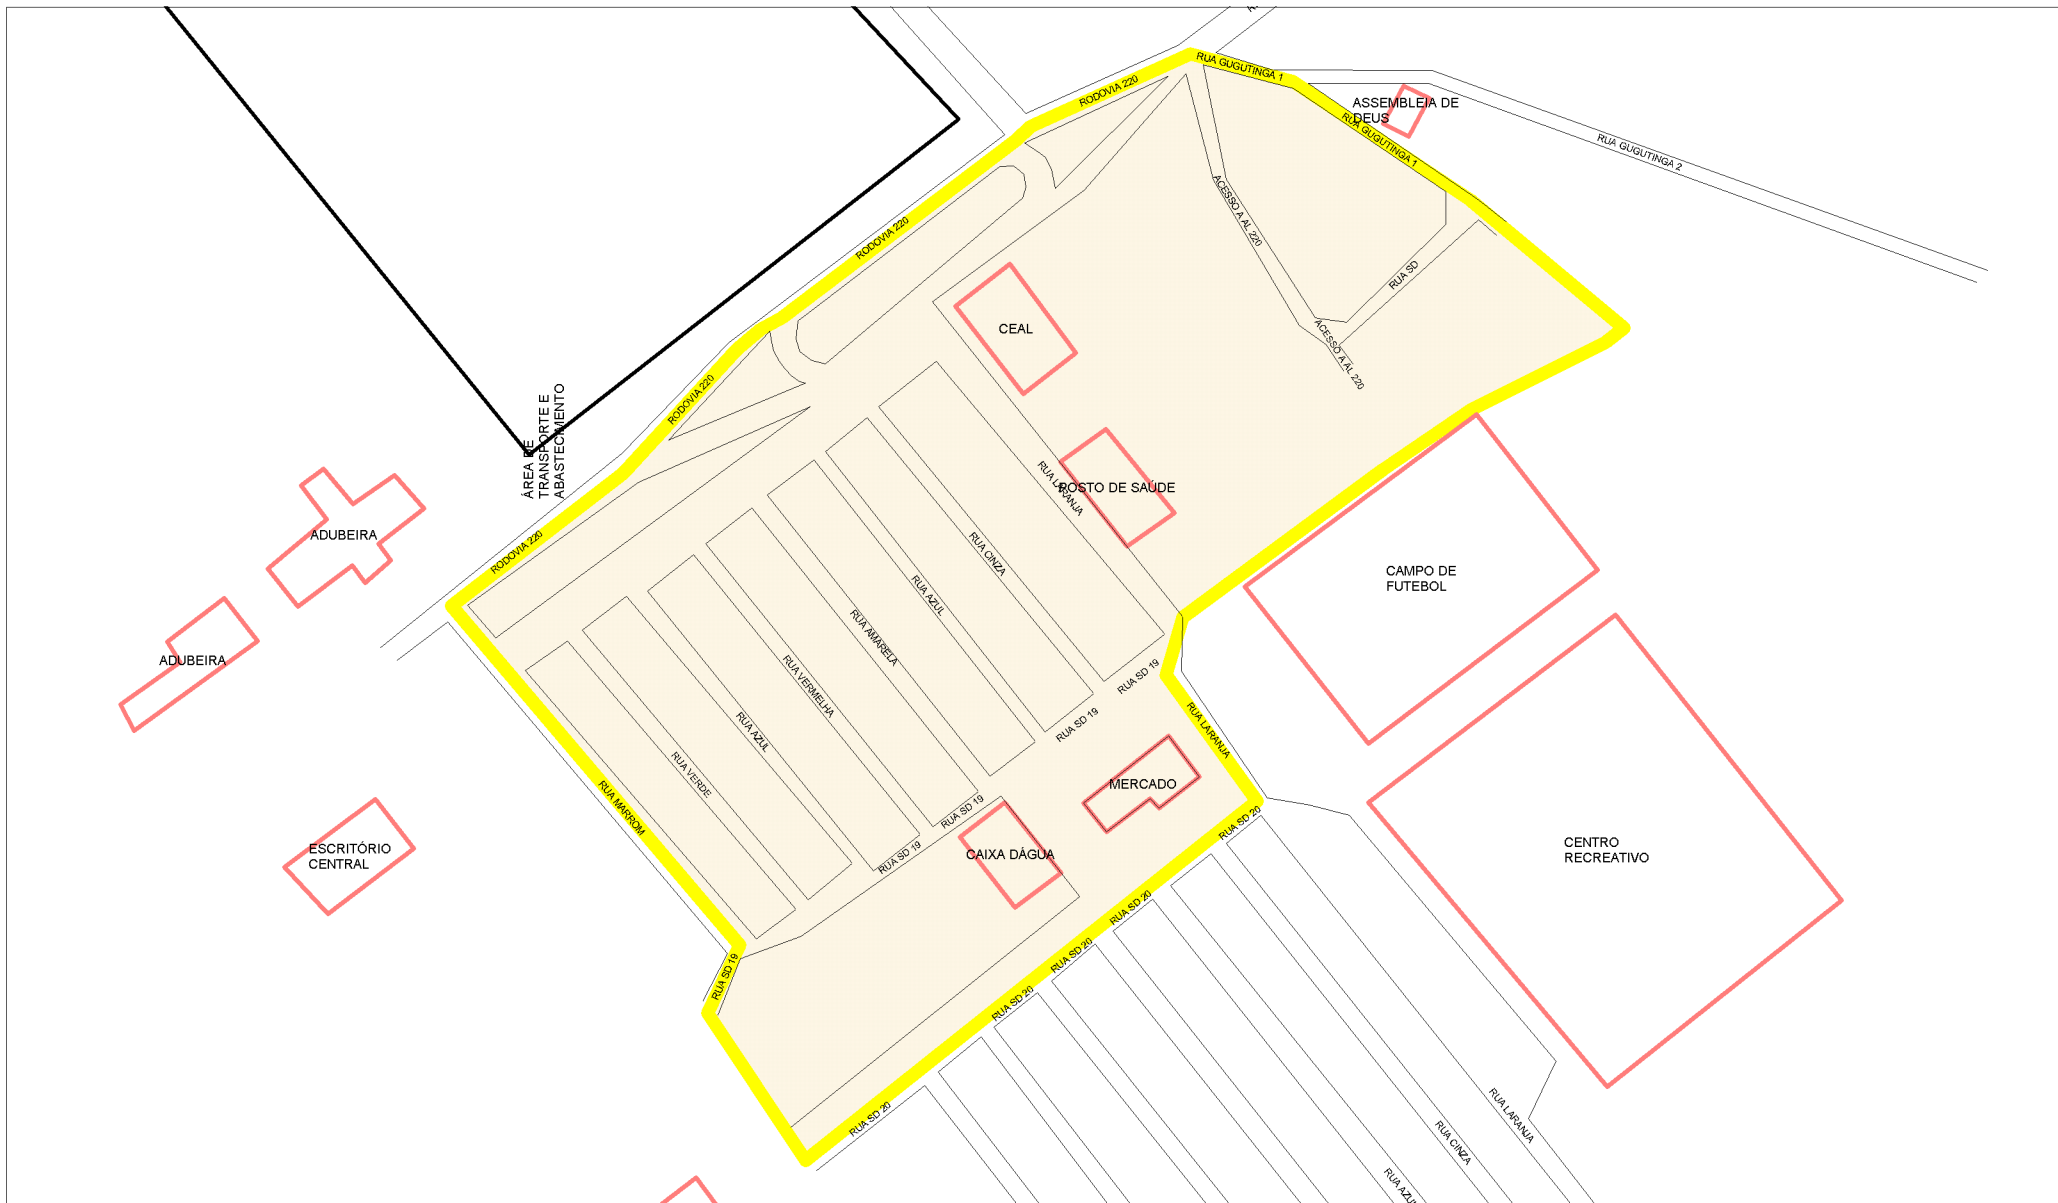 RUA GUGUTINGA 1
RODOVIA 220
ASSEMBLEIA DE
DEUS
RUA GUGUTINGA 1
RUA GUGUTINGA 2
ACESSO A AL 220
RODOVIA 220
RUA SD
CEAL
ACESSO A AL 220
RODOVIA 220
ÁREA DE
TRANSPORTE E
ABASTECIMENTO
RUA LARANJA
POSTO DE SAÚDE
ADUBEIRA
RODOVIA 220
RUA CINZA
CAMPO DE
FUTEBOL
RUA AZUL
RUA AMARELA
ADUBEIRA
RUA VERMELHA
RUA SD 19
RUA SD 19
RUA LARANJA
RUA AZUL
RUA VERDE
MERCADO
RUA MARROM
RUA SD 19
RUA SD 20
ESCRITÓRIO
CENTRAL
RUA SD 19
CAIXA DÁGUA
CENTRO
RECREATIVO
RUA SD 20
RUA SD 20
RUA SD 19
RUA SD 20
RUA SD 20
RUA LARANJA
RUA CINZA
RUA AZUL